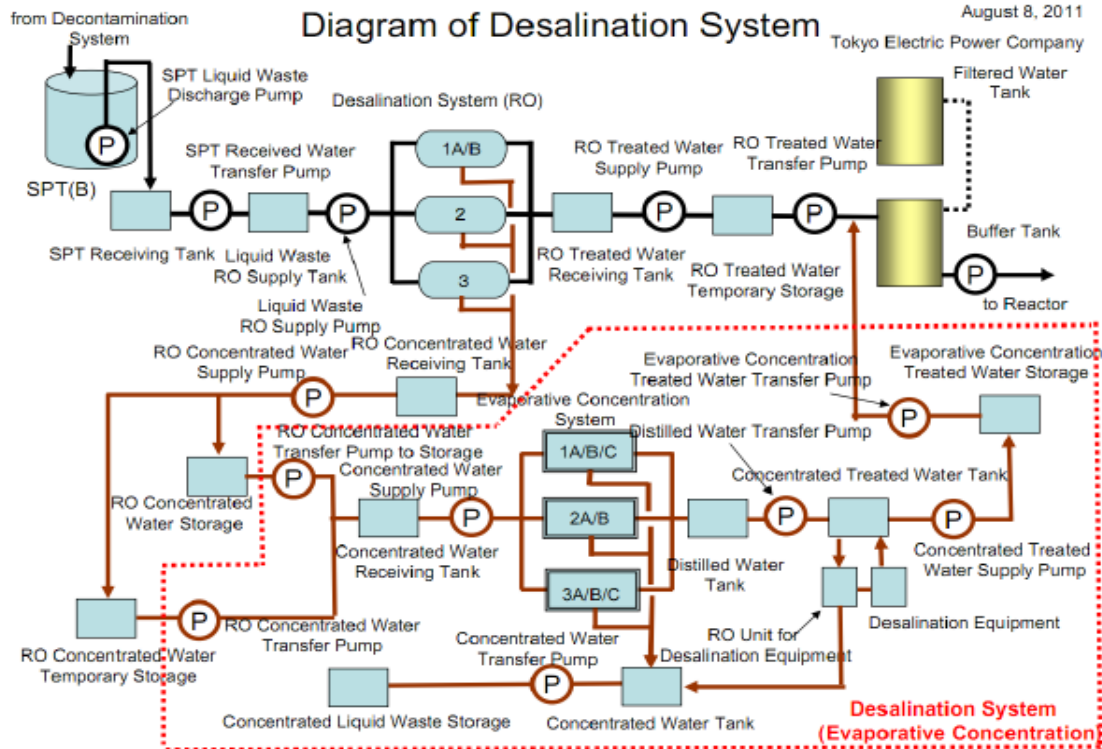 from Decontamination
System
Diagram of Desalination System
August 8, 2011
Tokyo Electric Power Company
SPT Liquid Waste
Discharge Pump
P
SPT(B)
Desalination System (RO)
Filtered Water
Tank
1A/B
2
3
SPT Received Water
Transfer Pump
RO Treated Water
Supply Pump
RO Treated Water
Transfer Pump
P
P
P
P
SPT Receiving Tank
Liquid Waste
RO Supply Tank
Liquid Waste
RO Supply Pump
RO Treated Water
Receiving Tank
RO Treated Water
Temporary Storage
Buffer Tank
P
to Reactor
RO Concentrated Water
Supply Pump
P
RO Concentrated Water
Receiving Tank
Evaporative Concentration
Treated Water Transfer Pump
P
Evaporative Concentration
Treated Water Storage
Evaporative Concentration
System
RO Concentrated Water
Transfer Pump to Storage
P
RO Concentrated
Water Storage
Concentrated Water
Supply Pump
P
Concentrated Water
Receiving Tank
1A/B/C
2A/B
3A/B/C
Distilled Water Transfer Pump
P
Distilled Water
Tank
Concentrated Treated Water Tank
P
Concentrated Treated
Water Supply Pump
RO Unit for
Desalination Equipment
Desalination Equipment
P
RO Concentrated Water
Transfer Pump
RO Concentrated Water
Temporary Storage
Concentrated Water
Transfer Pump
P
Concentrated Liquid Waste Storage
Concentrated Water Tank
Desalination System
(Evaporative Concentration)